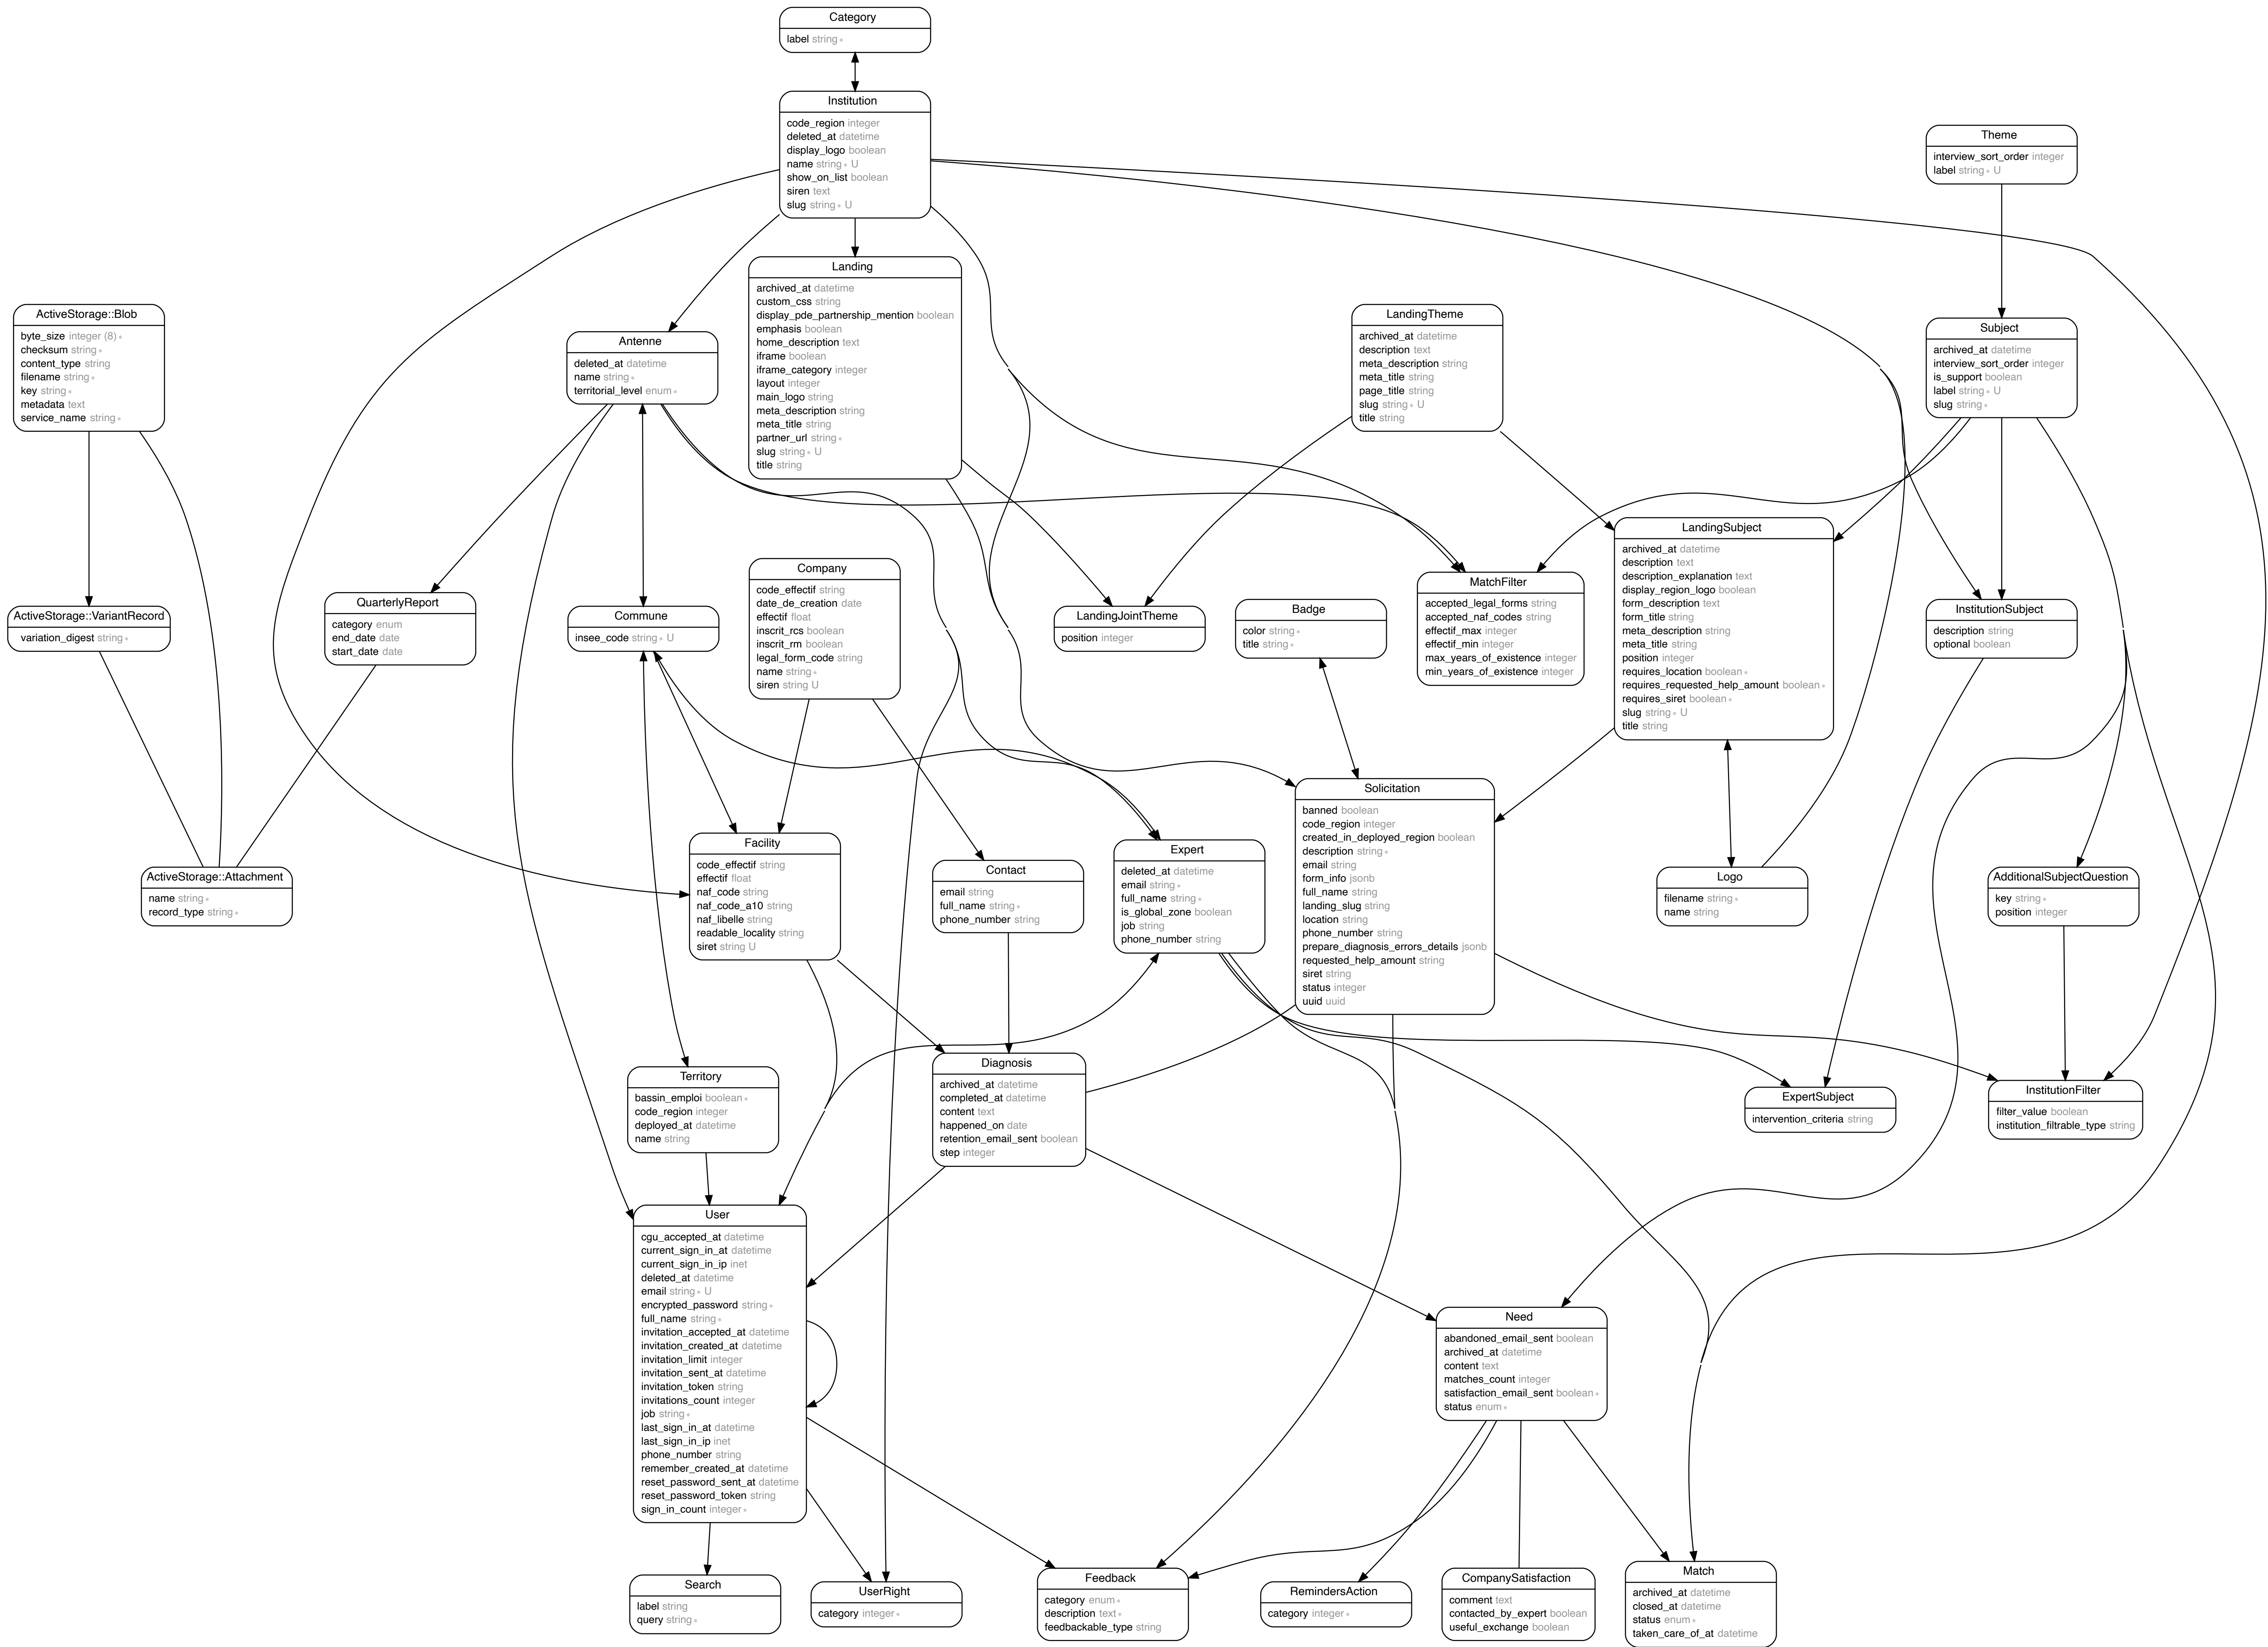 Category
label string∗
Institution
code_region integer
deleted_at datetime
display_logo boolean
name string∗ U
show_on_list boolean
siren text
slug string∗ U
Theme
interview_sort_order integer
label string∗ U
Landing
archived_at datetime
custom_css string
display_pde_partnership_mention boolean
emphasis boolean
home_description text
iframe boolean
iframe_category integer
layout integer
main_logo string
meta_description string
meta_title string
partner_url string∗
slug string∗ U
title string
ActiveStorage::Blob
byte_size integer (8)∗
checksum string∗
content_type string
filename string∗
key string∗
metadata text
service_name string∗
Antenne
deleted_at datetime
name string∗
territorial_level enum∗
LandingTheme
archived_at datetime
description text
meta_description string
meta_title string
page_title string
slug string∗ U
title string
Subject
archived_at datetime
interview_sort_order integer
is_support boolean
label string∗ U
slug string∗
LandingSubject
archived_at datetime
description text
description_explanation text
display_region_logo boolean
form_description text
form_title string
meta_description string
meta_title string
position integer
requires_location boolean∗
requires_requested_help_amount boolean∗
requires_siret boolean∗
slug string∗ U
title string
Company
code_effectif string
date_de_creation date
effectif float
inscrit_rcs boolean
inscrit_rm boolean
legal_form_code string
name string∗
siren string U
MatchFilter
accepted_legal_forms string
accepted_naf_codes string
effectif_max integer
effectif_min integer
max_years_of_existence integer
min_years_of_existence integer
ActiveStorage::VariantRecord
variation_digest string∗
QuarterlyReport
category enum
end_date date
start_date date
Commune
insee_code string∗ U
LandingJointTheme
position integer
Badge
color string∗
title string∗
InstitutionSubject
description string
optional boolean
Solicitation
banned boolean
code_region integer
created_in_deployed_region boolean
description string∗
email string
form_info jsonb
full_name string
landing_slug string
location string
phone_number string
prepare_diagnosis_errors_details jsonb
requested_help_amount string
siret string
status integer
uuid uuid
Facility
code_effectif string
effectif float
naf_code string
naf_code_a10 string
naf_libelle string
readable_locality string
siret string U
Expert
deleted_at datetime
email string∗
full_name string∗
is_global_zone boolean
job string
phone_number string
ActiveStorage::Attachment
name string∗
record_type string∗
Contact
email string
full_name string∗
phone_number string
Logo
filename string∗
name string
AdditionalSubjectQuestion
key string∗
position integer
Territory
bassin_emploi boolean∗
code_region integer
deployed_at datetime
name string
Diagnosis
archived_at datetime
completed_at datetime
content text
happened_on date
retention_email_sent boolean
step integer
ExpertSubject
intervention_criteria string
InstitutionFilter
filter_value boolean
institution_filtrable_type string
User
cgu_accepted_at datetime
current_sign_in_at datetime
current_sign_in_ip inet
deleted_at datetime
email string∗ U
encrypted_password string∗
full_name string∗
invitation_accepted_at datetime
invitation_created_at datetime
invitation_limit integer
invitation_sent_at datetime
invitation_token string
invitations_count integer
job string∗
last_sign_in_at datetime
last_sign_in_ip inet
phone_number string
remember_created_at datetime
reset_password_sent_at datetime
reset_password_token string
sign_in_count integer∗
Need
abandoned_email_sent boolean
archived_at datetime
content text
matches_count integer
satisfaction_email_sent boolean∗
status enum∗
Search
label string
query string∗
UserRight
category integer∗
Feedback
category enum∗
description text∗
feedbackable_type string
RemindersAction
category integer∗
CompanySatisfaction
comment text
contacted_by_expert boolean
useful_exchange boolean
Match
archived_at datetime
closed_at datetime
status enum∗
taken_care_of_at datetime